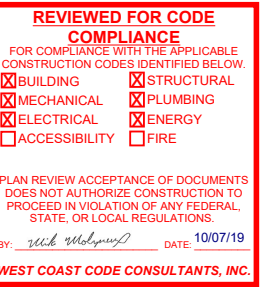 REVIEWED FOR CODE
COMPLIANCE
FOR COMPLIANCE WITH THE APPLICABLE
CONSTRUCTION CODES IDENTIFIED BELOW.
X BUILDING X STRUCTURAL
X MECHANICAL X PLUMBING
X ELECTRICAL X ENERGY
ACCESSIBILITY FIRE
PLAN REVIEW ACCEPTANCE OF DOCUMENTS
DOES NOT AUTHORIZE CONSTRUCTION TO
PROCEED IN VIOLATION OF ANY FEDERAL,
STATE, OR LOCAL REGULATIONS.
BY: Mik Molyneux DATE: 10/07/19
WEST COAST CODE CONSULTANTS, INC.